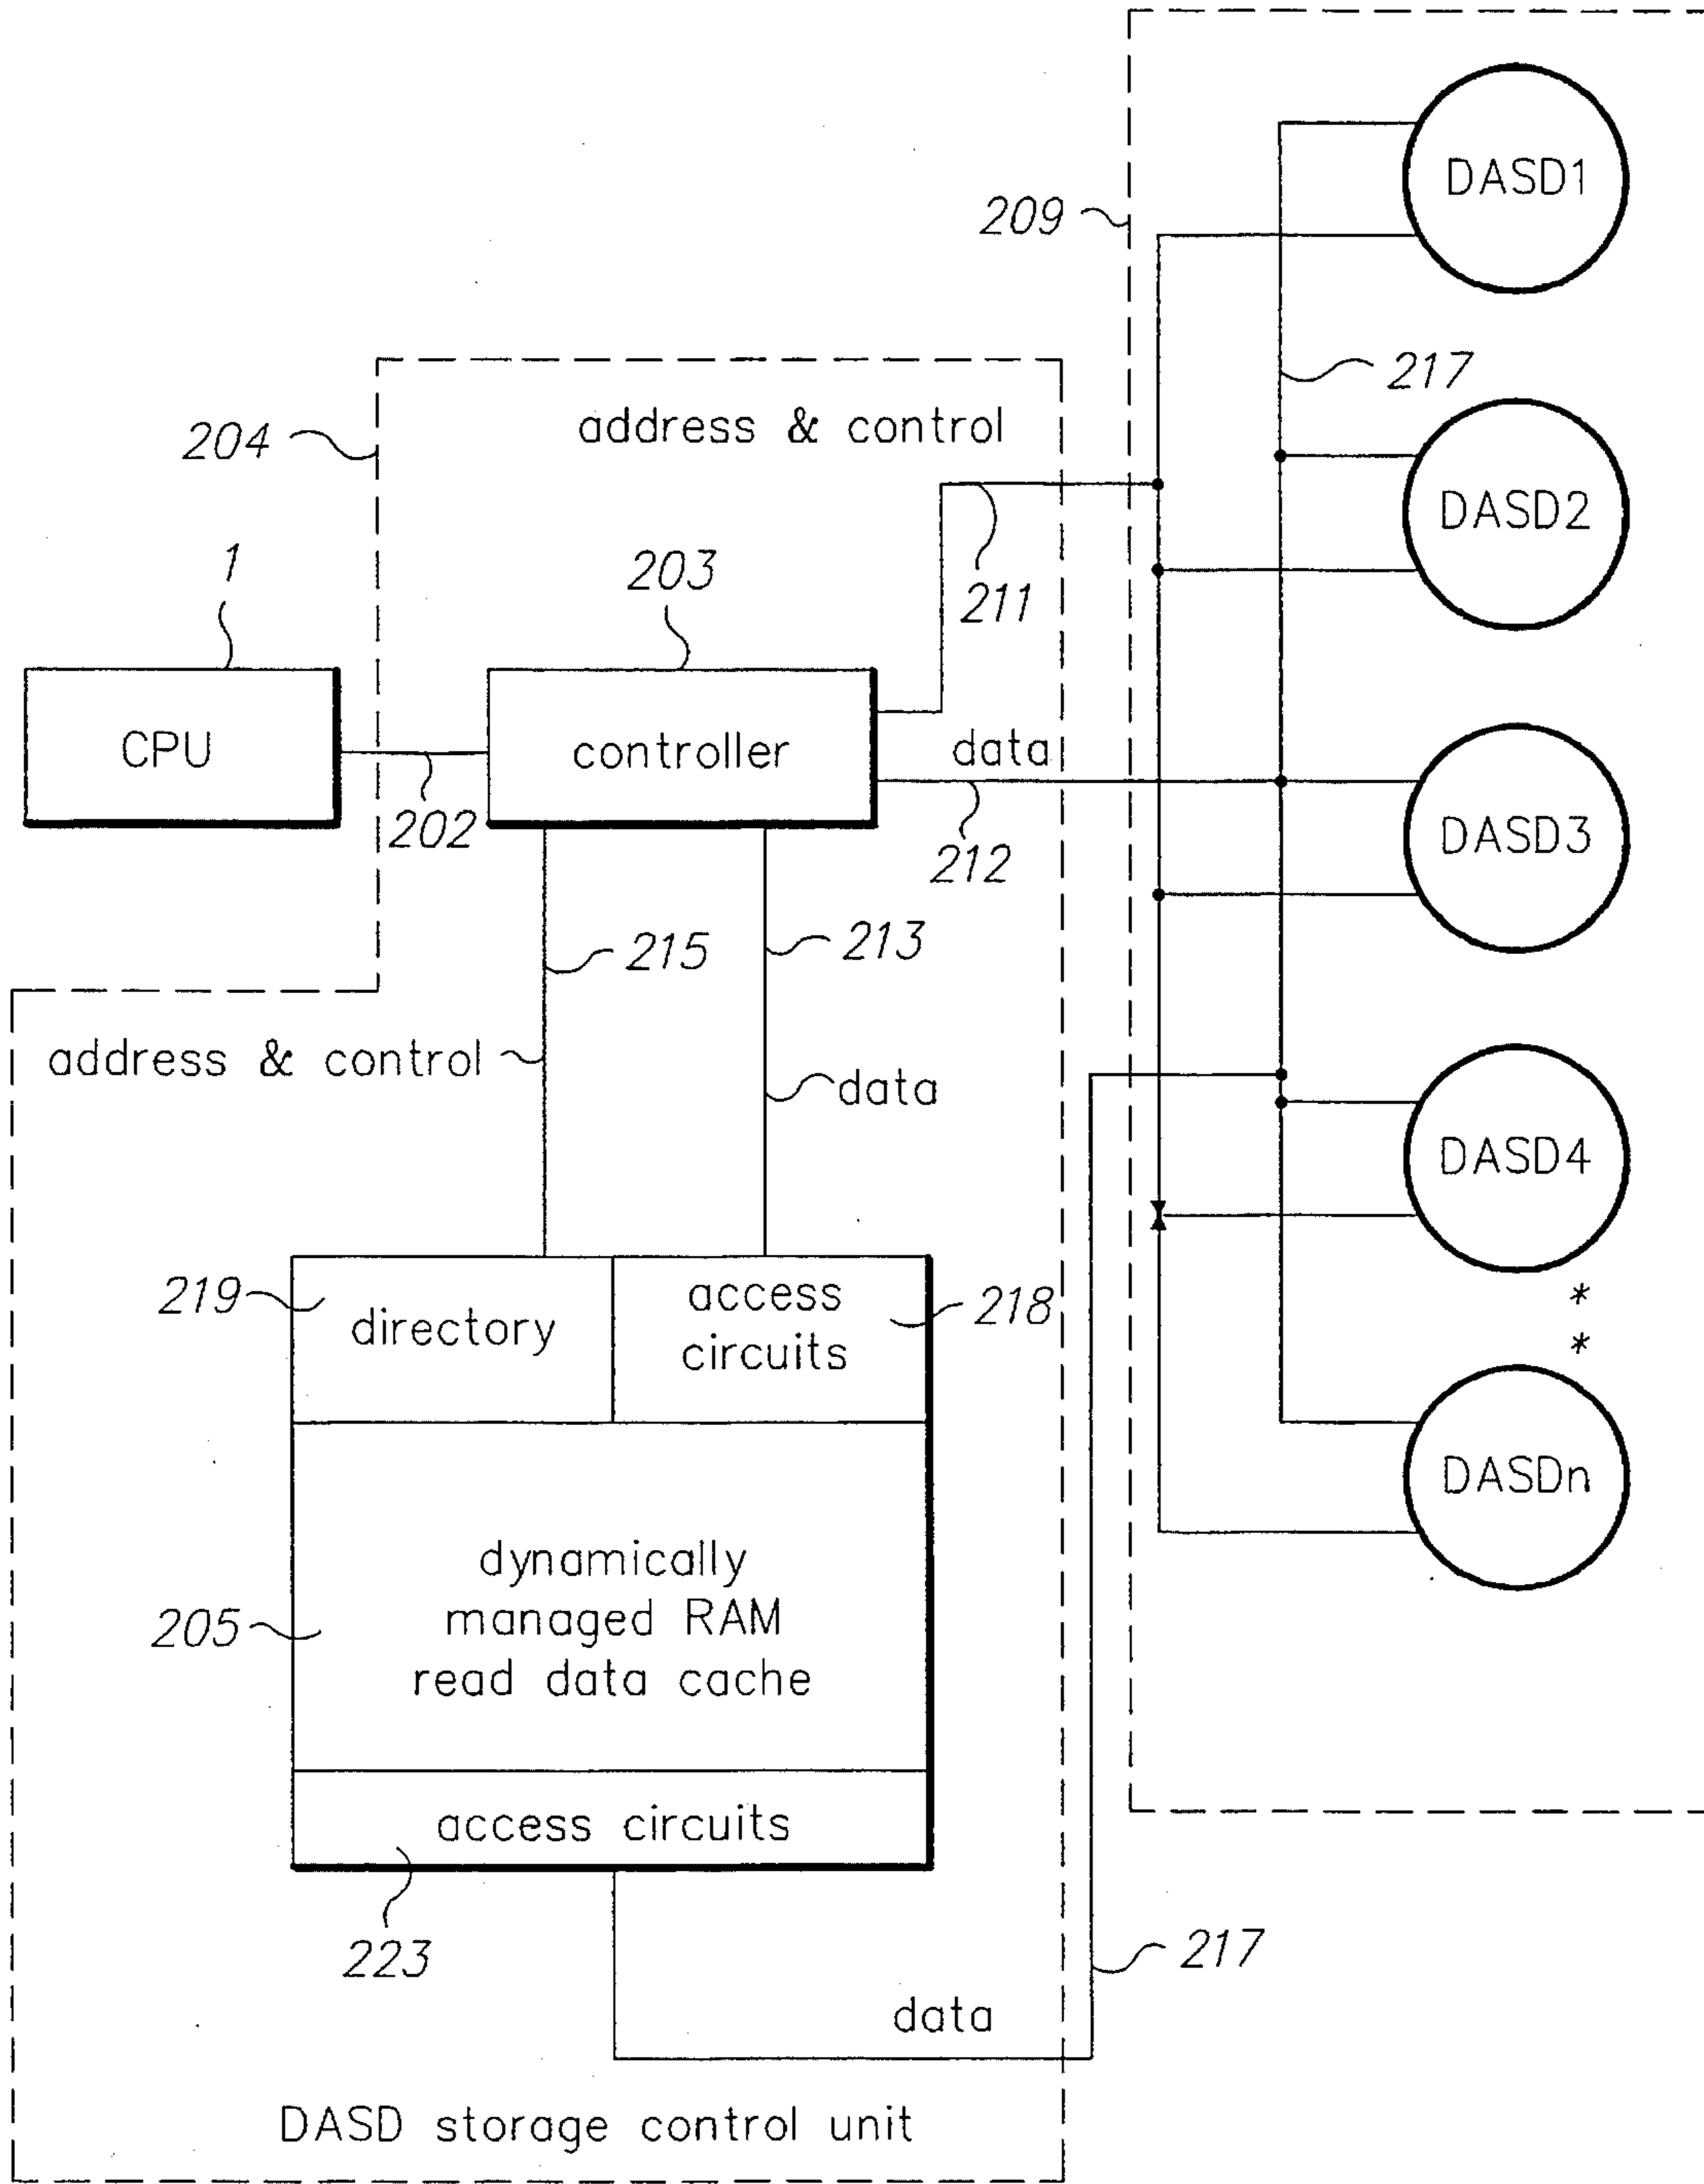 DASD1
209
217
address & control
204
DASD2
1
203
211
CPU
controller
data
202
212
DASD3
215
213
address & control
data
DASD4
219
directory
access
circuits
218
*
*
DASDn
dynamically
managed RAM
read data cache
205
access circuits
223
217
data
DASD storage control unit